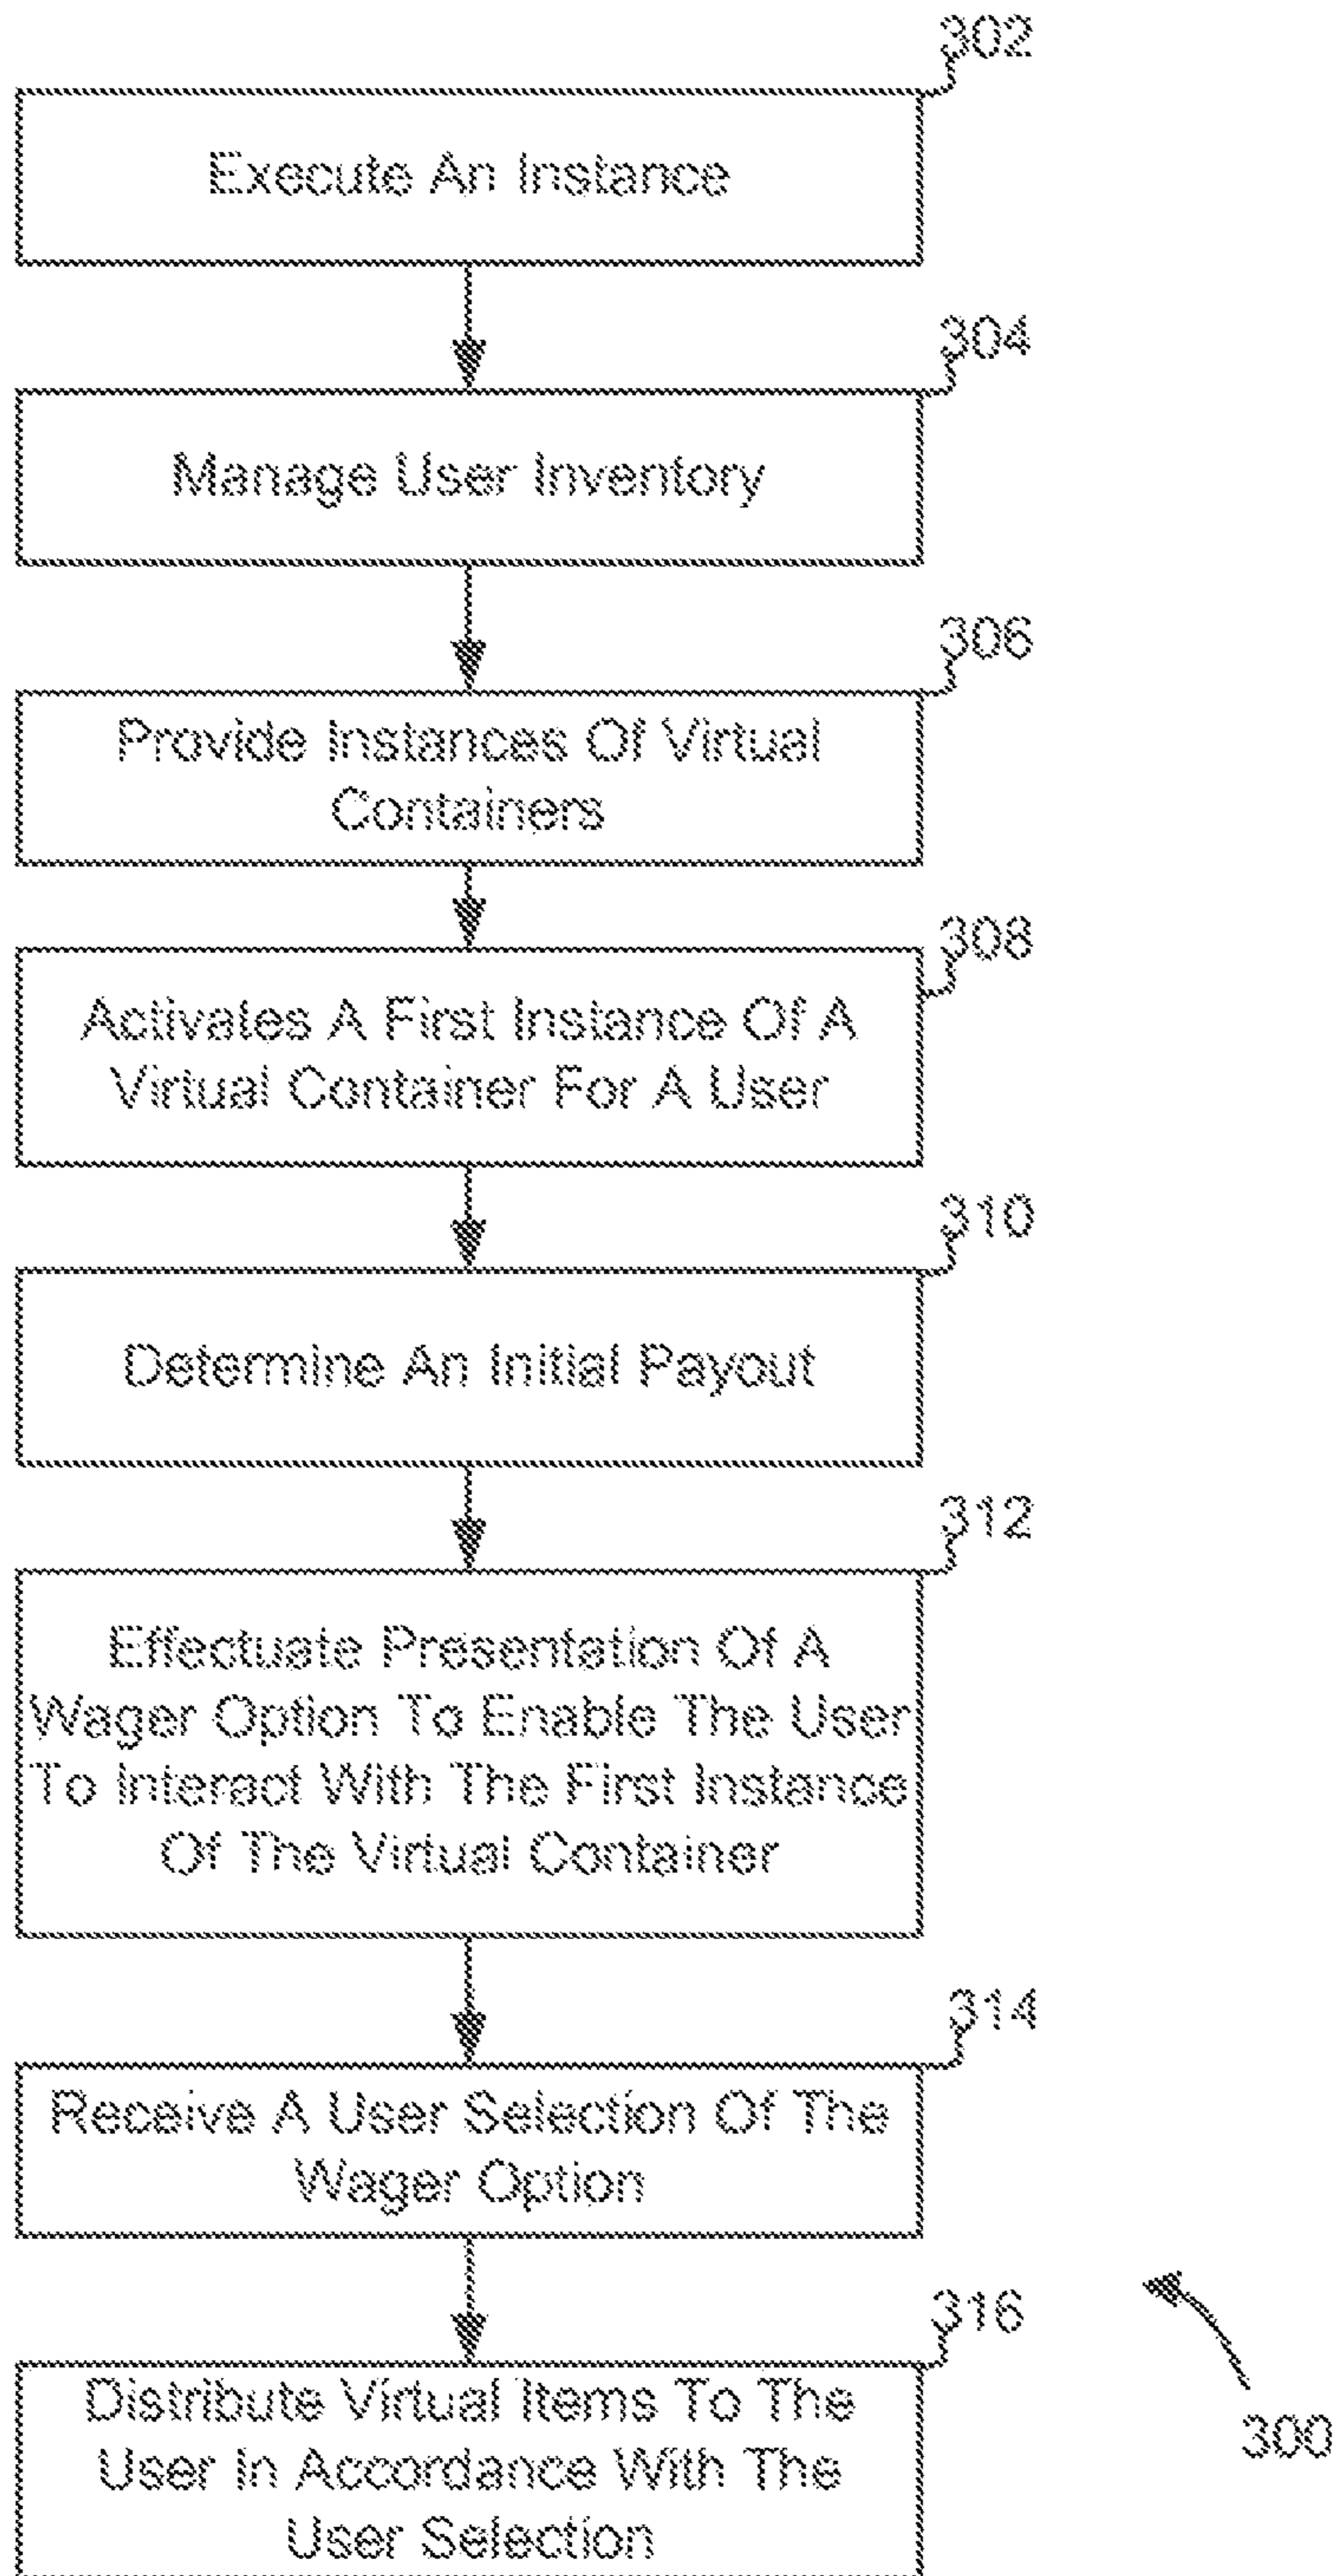 302
Execute An Instance
304
Manage User Inventory
306
Provide Instances Of Virtual
Containers
308
Activates A First Instance Of A
Virtual Container For A User
310
Determine An Initial Payout
312
Effectuate Presentation Of A
Wager Option To Enable The User
To Interact With The First Instance
Of The Virtual Container
314
Receive A User Selection Of The
Wager Option
316
Distribute Virtual Items To The
User In Accordance With The
User Selection
300